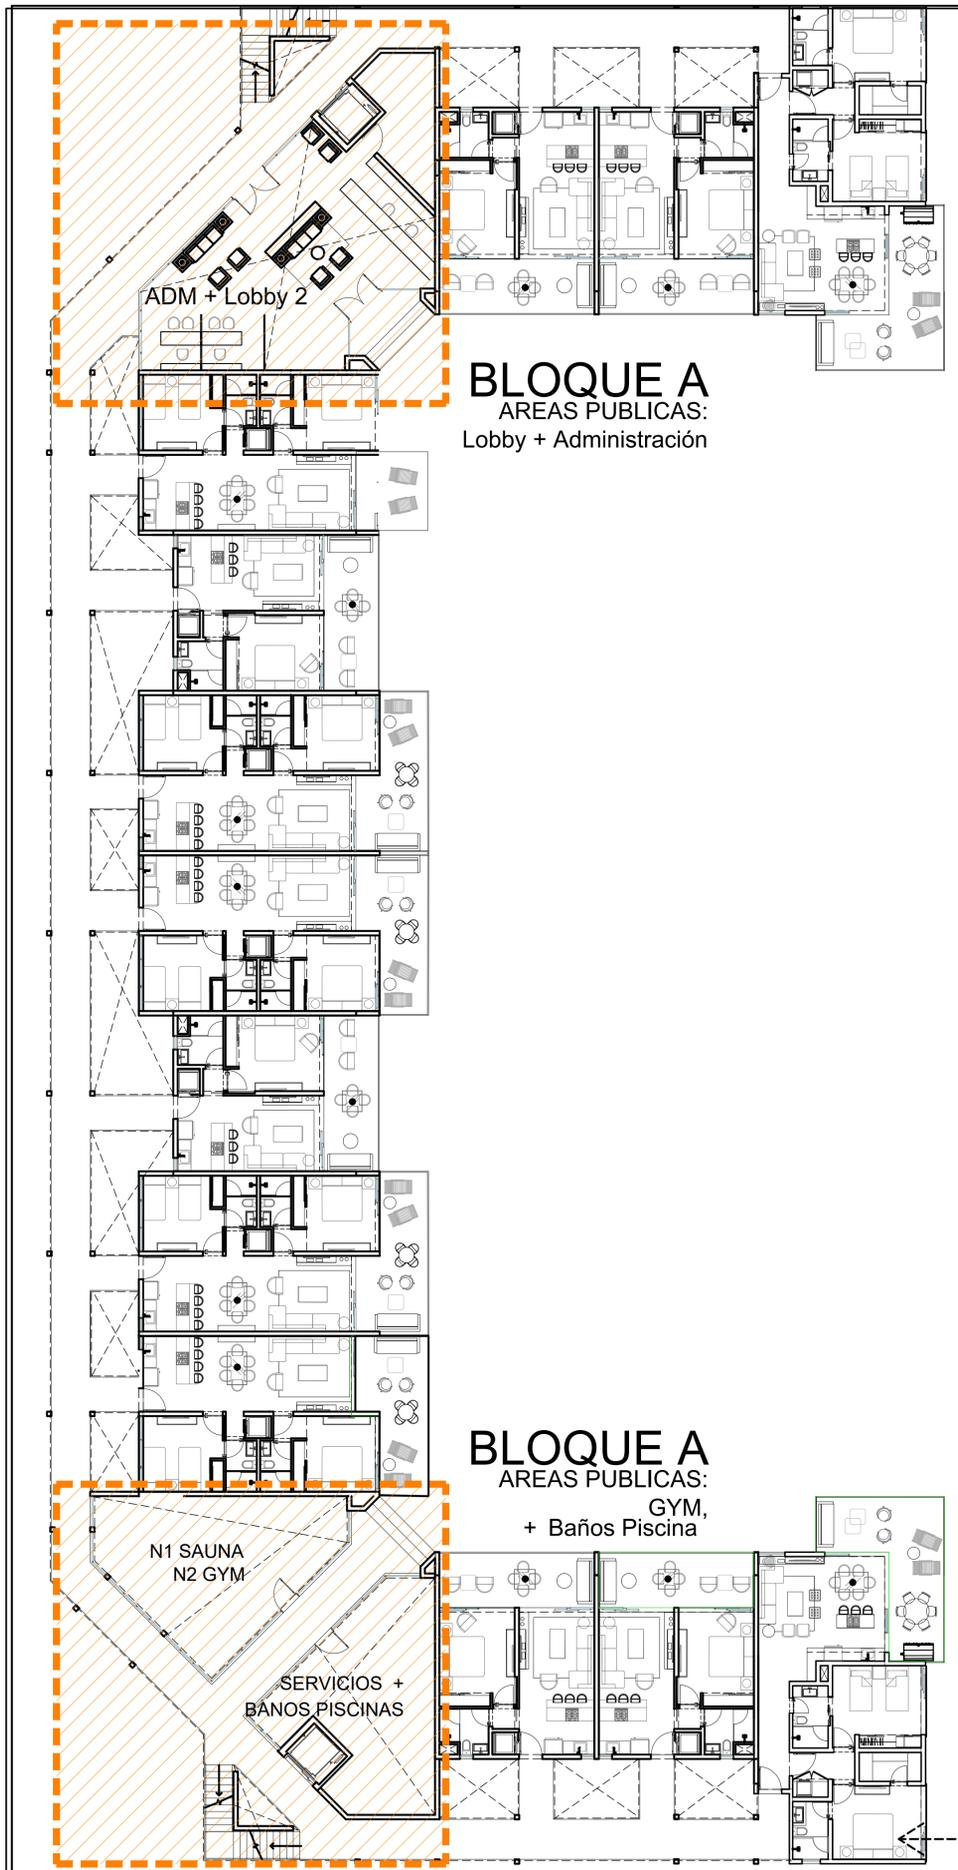 ADM + Lobby 2
BLOQUE A
AREAS PUBLICAS:
Lobby + Administración
BLOQUE A
AREAS PUBLICAS:
GYM,
+ Baños Piscina
N1 SAUNA
N2 GYM
SERVICIOS +
BANOS PISCINAS